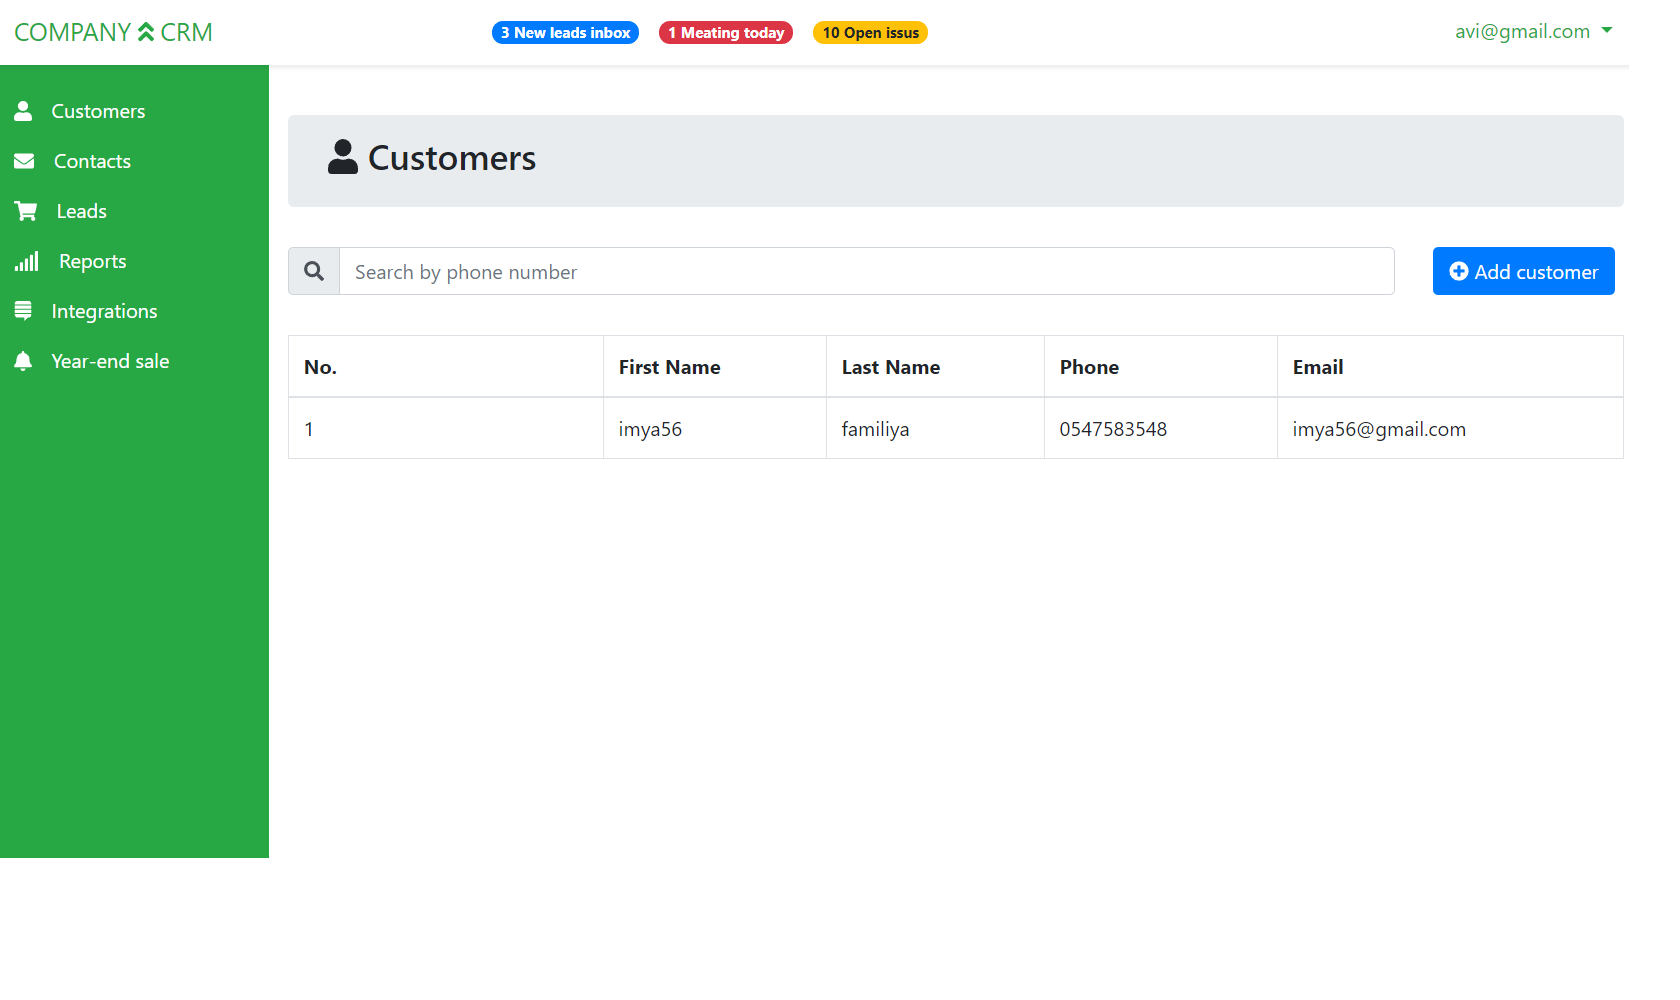 COMPANY CRM
3 New leads inbox
1 Meating today
10 Open issus
avi@gmail.com
Customers
Contacts
Leads
Reports
Integrations
Year-end sale
Customers
Search by phone number
Add customer
No. First Name Last Name Phone Email
1 imya56 familiya 0547583548 imya56@gmail.com